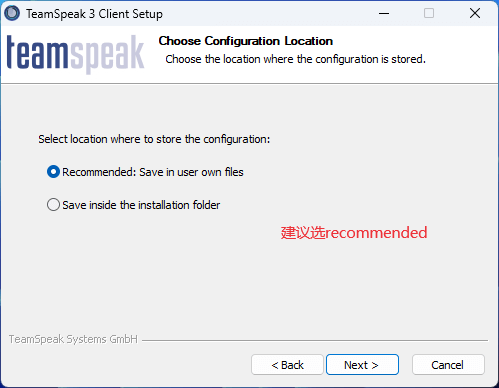 TeamSpeak 3 Client Setup
teamspeak
Choose Configuration Location
Choose the location where the configuration is stored.
Select location where to store the configuration:
Recommended: Save in user own files
Save inside the installation folder
建议选recommended
TeamSpeak Systems GmbH
< Back
Next >
Cancel